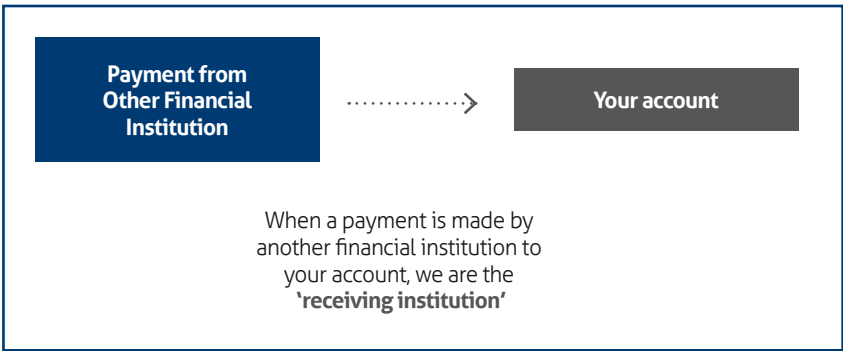 Payment from
Other Financial
Institution
Your account
When a payment is made by
another financial institution to
your account, we are the
‘receiving institution’